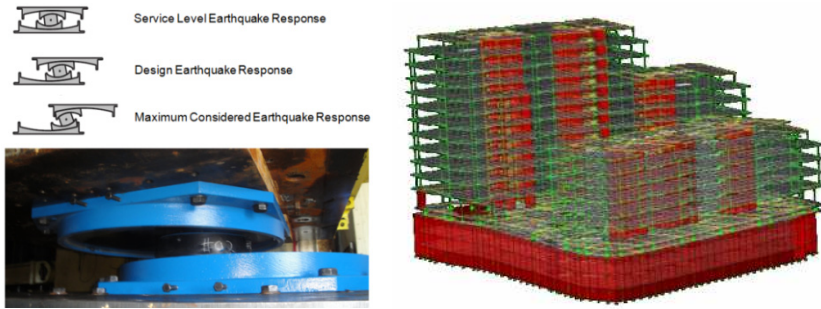 Service Level Earthquake Response
Design Earthquake Response
Maximum Considered Earthquake Response